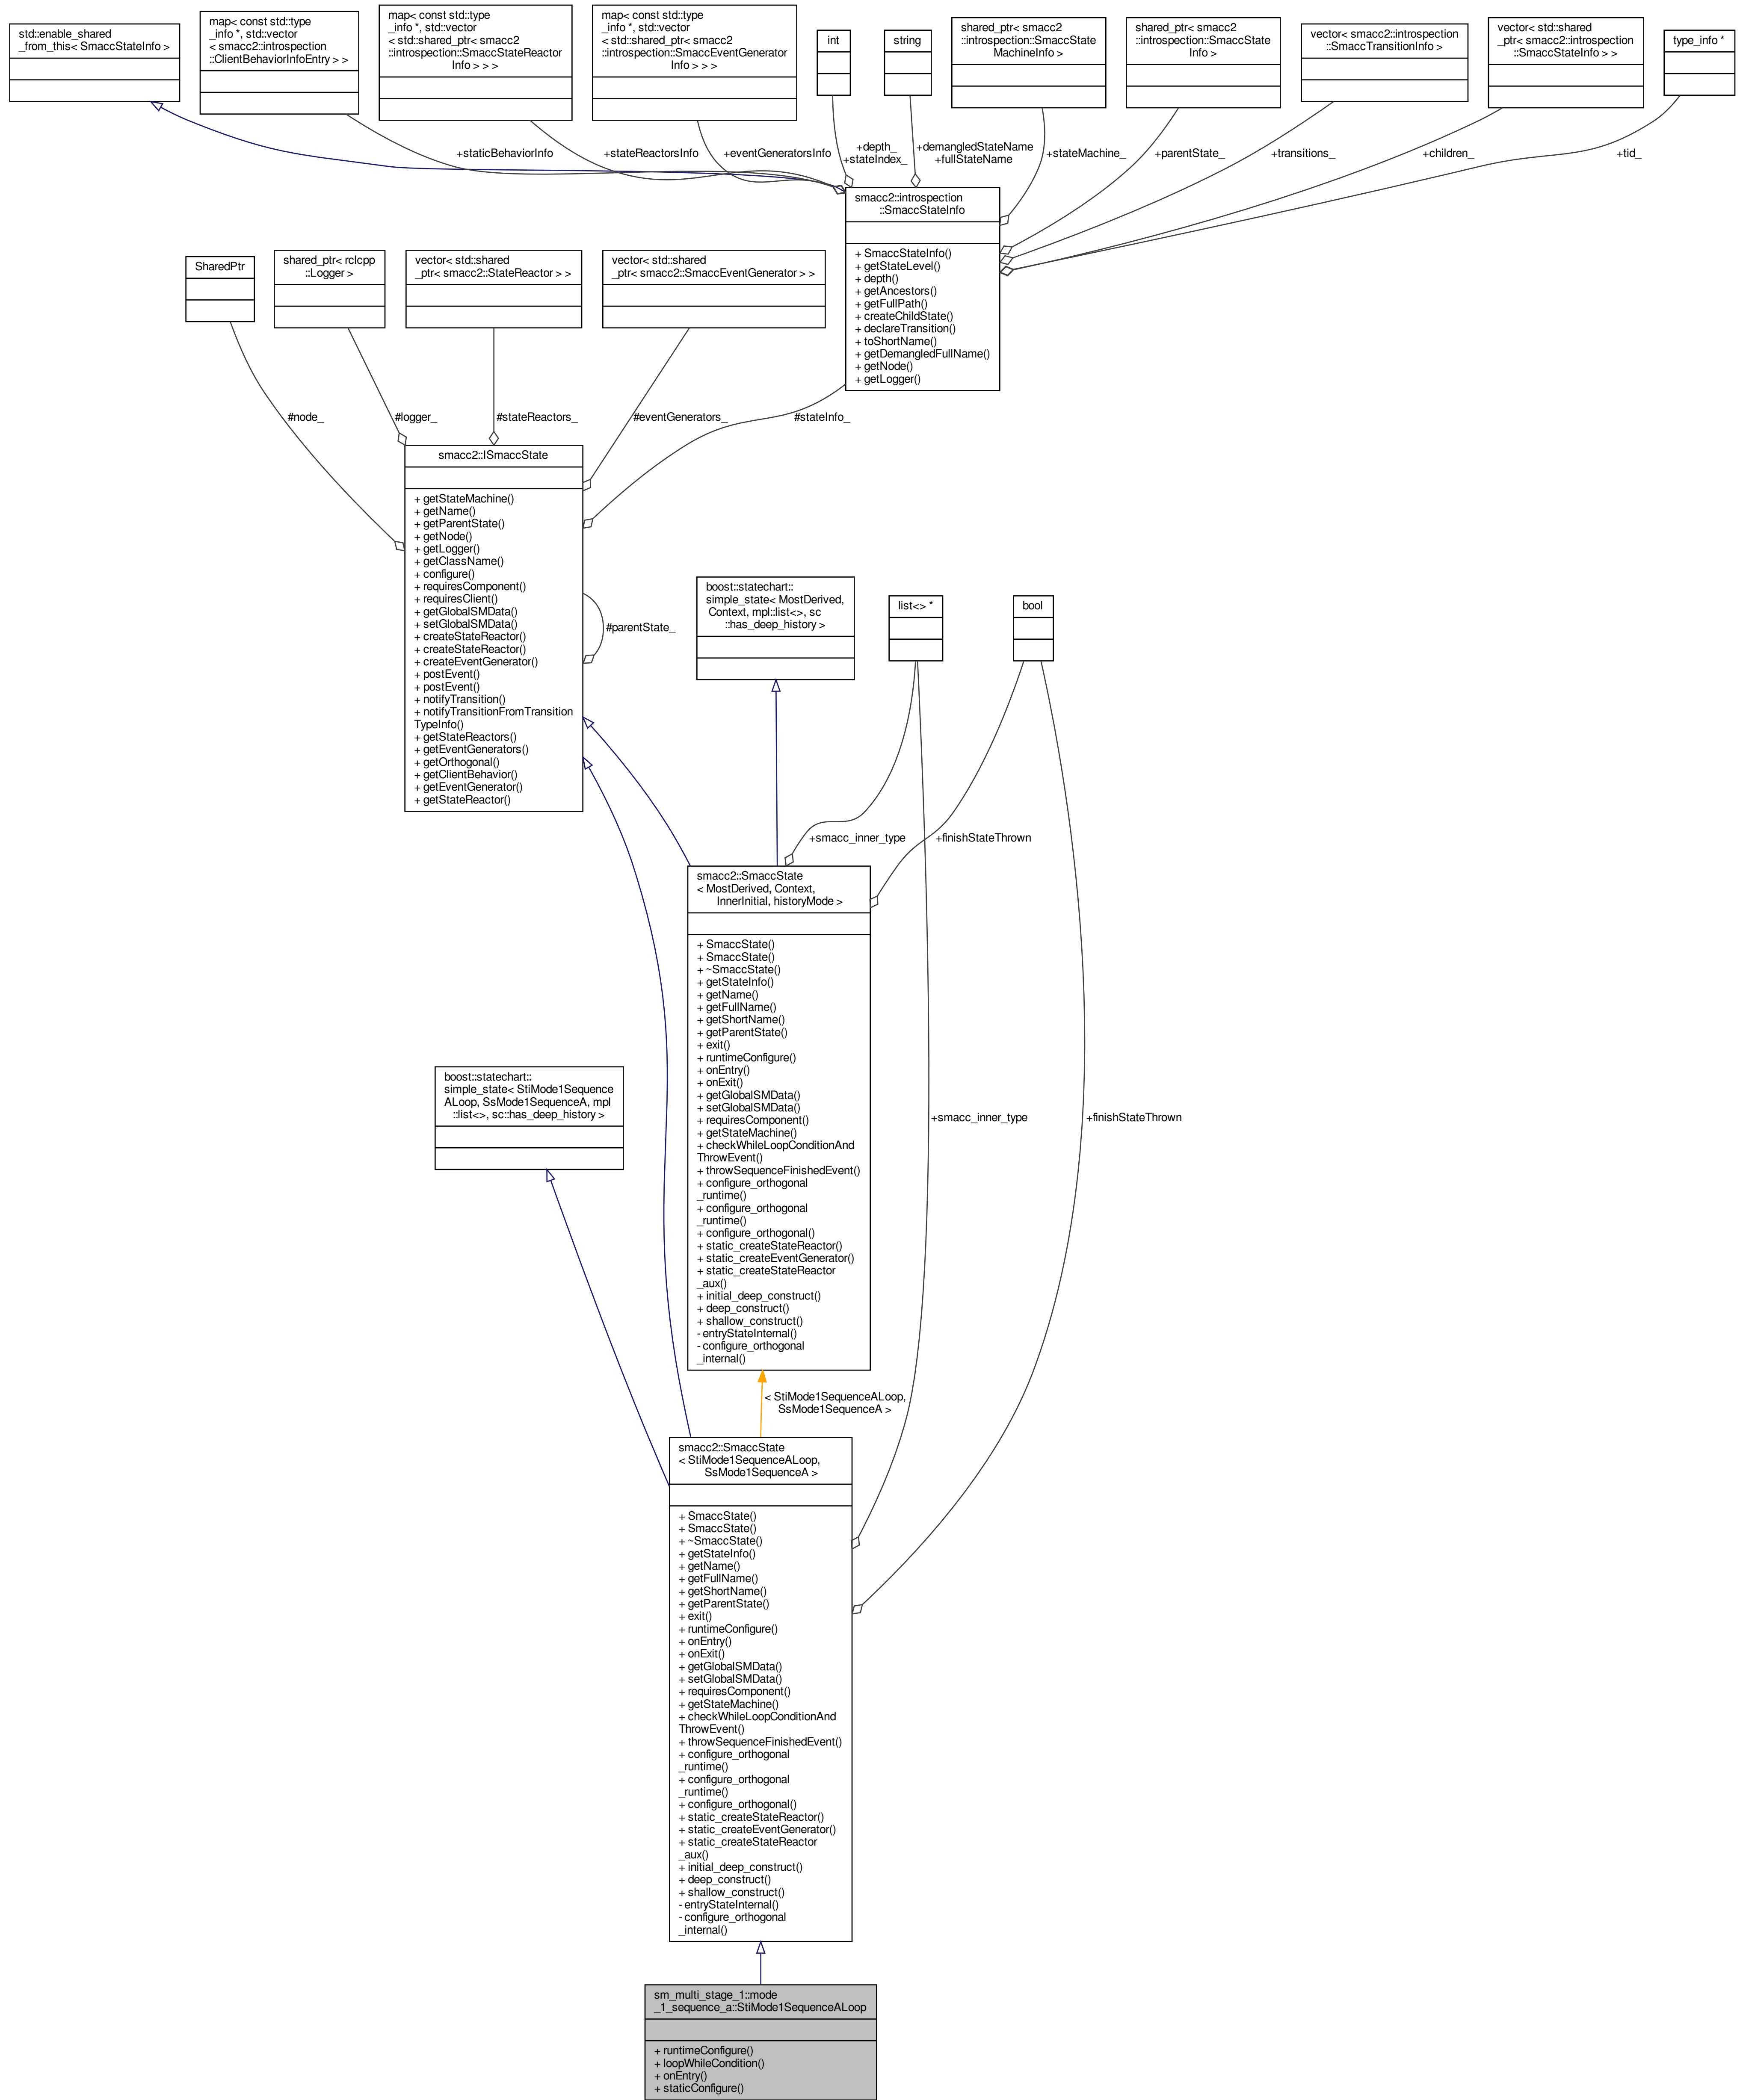 std::enable_shared
_from_this< SmaccStateInfo >
map< const std::type
_info *, std::vector
< smacc2::introspection
::ClientBehaviorInfoEntry > >
map< const std::type
_info *, std::vector
< std::shared_ptr< smacc2
::introspection::SmaccStateReactor
Info > > >
map< const std::type
_info *, std::vector
< std::shared_ptr< smacc2
::introspection::SmaccEventGenerator
Info > > >
int
string
shared_ptr< smacc2
::introspection::SmaccState
MachineInfo >
shared_ptr< smacc2
::introspection::SmaccState
Info >
vector< smacc2::introspection
::SmaccTransitionInfo >
vector< std::shared
_ptr< smacc2::introspection
::SmaccStateInfo > >
type_info *
+staticBehaviorInfo
+stateReactorsInfo
+eventGeneratorsInfo
+depth_
+stateIndex_
+demangledStateName
+fullStateName
+stateMachine_
+parentState_
+transitions_
+children_
+tid_
smacc2::introspection
::SmaccStateInfo
+ SmaccStateInfo()
+ getStateLevel()
+ depth()
+ getAncestors()
+ getFullPath()
+ createChildState()
+ declareTransition()
+ toShortName()
+ getDemangledFullName()
+ getNode()
+ getLogger()
SharedPtr
shared_ptr< rclcpp
::Logger >
vector< std::shared
_ptr< smacc2::StateReactor > >
vector< std::shared
_ptr< smacc2::SmaccEventGenerator > >
#node_
#logger_
#stateReactors_
#eventGenerators_
#stateInfo_
smacc2::ISmaccState
+ getStateMachine()
+ getName()
+ getParentState()
+ getNode()
+ getLogger()
+ getClassName()
+ configure()
+ requiresComponent()
+ requiresClient()
+ getGlobalSMData()
+ setGlobalSMData()
+ createStateReactor()
+ createStateReactor()
+ createEventGenerator()
+ postEvent()
+ postEvent()
+ notifyTransition()
+ notifyTransitionFromTransition
TypeInfo()
+ getStateReactors()
+ getEventGenerators()
+ getOrthogonal()
+ getClientBehavior()
+ getEventGenerator()
+ getStateReactor()
#parentState_
boost::statechart::
simple_state< MostDerived,
Context, mpl::list<>, sc
::has_deep_history >
list<> *
bool
+smacc_inner_type
+finishStateThrown
smacc2::SmaccState
< MostDerived, Context,
InnerInitial, historyMode >
+ SmaccState()
+ SmaccState()
+ ~SmaccState()
+ getStateInfo()
+ getName()
+ getFullName()
+ getShortName()
+ getParentState()
+ exit()
+ runtimeConfigure()
+ onEntry()
+ onExit()
+ getGlobalSMData()
+ setGlobalSMData()
+ requiresComponent()
+ getStateMachine()
+ checkWhileLoopConditionAnd
ThrowEvent()
+ throwSequenceFinishedEvent()
+ configure_orthogonal
_runtime()
+ configure_orthogonal
_runtime()
+ configure_orthogonal()
+ static_createStateReactor()
+ static_createEventGenerator()
+ static_createStateReactor
_aux()
+ initial_deep_construct()
+ deep_construct()
+ shallow_construct()
- entryStateInternal()
- configure_orthogonal
_internal()
boost::statechart::
simple_state< StiMode1Sequence
ALoop, SsMode1SequenceA, mpl
::list<>, sc::has_deep_history >
+smacc_inner_type
+finishStateThrown
< StiMode1SequenceALoop,
SsMode1SequenceA >
smacc2::SmaccState
< StiMode1SequenceALoop,
SsMode1SequenceA >
+ SmaccState()
+ SmaccState()
+ ~SmaccState()
+ getStateInfo()
+ getName()
+ getFullName()
+ getShortName()
+ getParentState()
+ exit()
+ runtimeConfigure()
+ onEntry()
+ onExit()
+ getGlobalSMData()
+ setGlobalSMData()
+ requiresComponent()
+ getStateMachine()
+ checkWhileLoopConditionAnd
ThrowEvent()
+ throwSequenceFinishedEvent()
+ configure_orthogonal
_runtime()
+ configure_orthogonal
_runtime()
+ configure_orthogonal()
+ static_createStateReactor()
+ static_createEventGenerator()
+ static_createStateReactor
_aux()
+ initial_deep_construct()
+ deep_construct()
+ shallow_construct()
- entryStateInternal()
- configure_orthogonal
_internal()
sm_multi_stage_1::mode
_1_sequence_a::StiMode1SequenceALoop
+ runtimeConfigure()
+ loopWhileCondition()
+ onEntry()
+ staticConfigure()